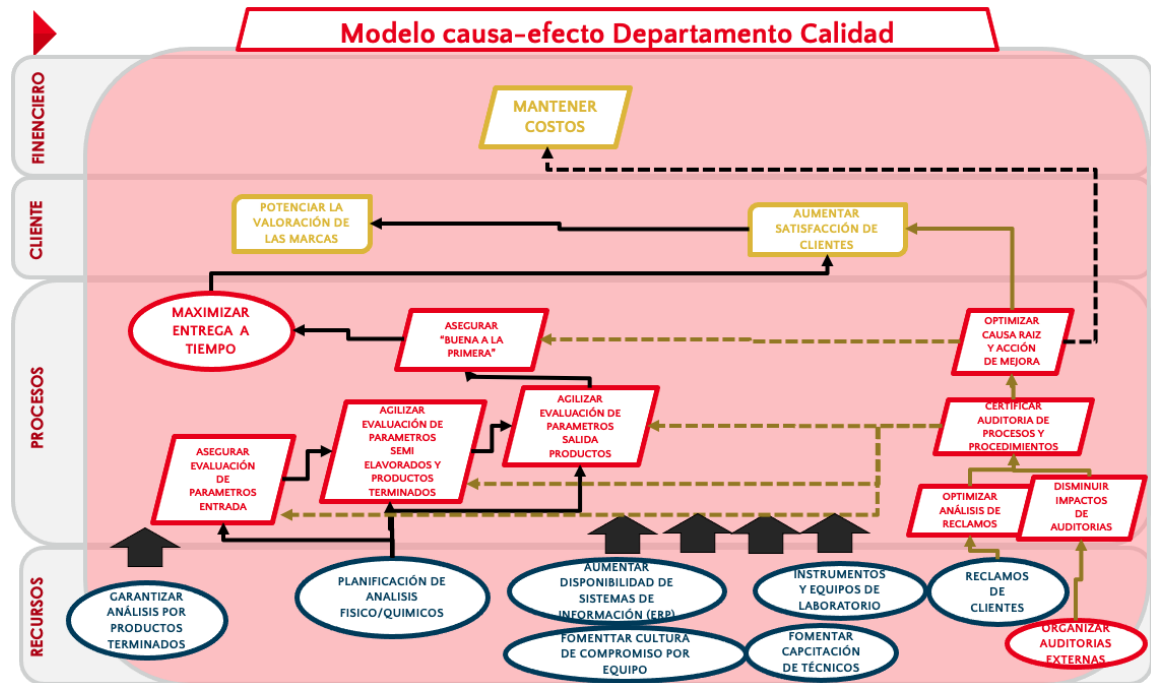 Modelo causa-efecto Departamento Calidad
FINENCIERO
MANTENER
COSTOS
CLIENTE
POTENCIAR LA
VALORACIÓN DE
LAS MARCAS
AUMENTAR
SATISFACCIÓN DE
CLIENTES
PROCESOS
MAXIMIZAR
ENTREGA A
TIEMPO
ASEGURAR
"BUENA A LA
PRIMERA"
OPTIMIZAR
CAUSA RAIZ
Y ACCIÓN
DE MEJORA
ASEGURAR
EVALUACIÓN
DE
PARAMETROS
ENTRADA
AGILIZAR
EVALUACIÓN DE
PARAMETROS
SEMI
ELAVORADOS Y
PRODUCTOS
TERMINADOS
AGILIZAR
EVALUACIÓN DE
PARAMETROS
SALIDA
PRODUCTOS
CERTIFICAR
AUDITORIA DE
PROCESOS Y
PROCEDIMIENTOS
OPTIMIZAR
ANÁLISIS DE
RECLAMOS
DISMINUIR
IMPACTOS
DE
AUDITORIAS
RECURSOS
GARANTIZAR
ANÁLISIS POR
PRODUCTOS
TERMINADOS
PLANIFICACIÓN DE
ANALISIS
FISICO/QUIMICOS
AUMENTAR
DISPONIBILIDAD DE
SISTEMAS DE
INFORMACIÓN (ERP)
INSTRUMENTOS
Y EQUIPOS DE
LABORATORIO
RECLAMOS
DE
CLIENTES
FOMENTTAR CULTURA
DE COMPROMISO POR
EQUIPO
FOMENTAR
CAPCITACIÓN
DE TÉCNICOS
ORGANIZAR
AUDITORIAS
EXTERNAS